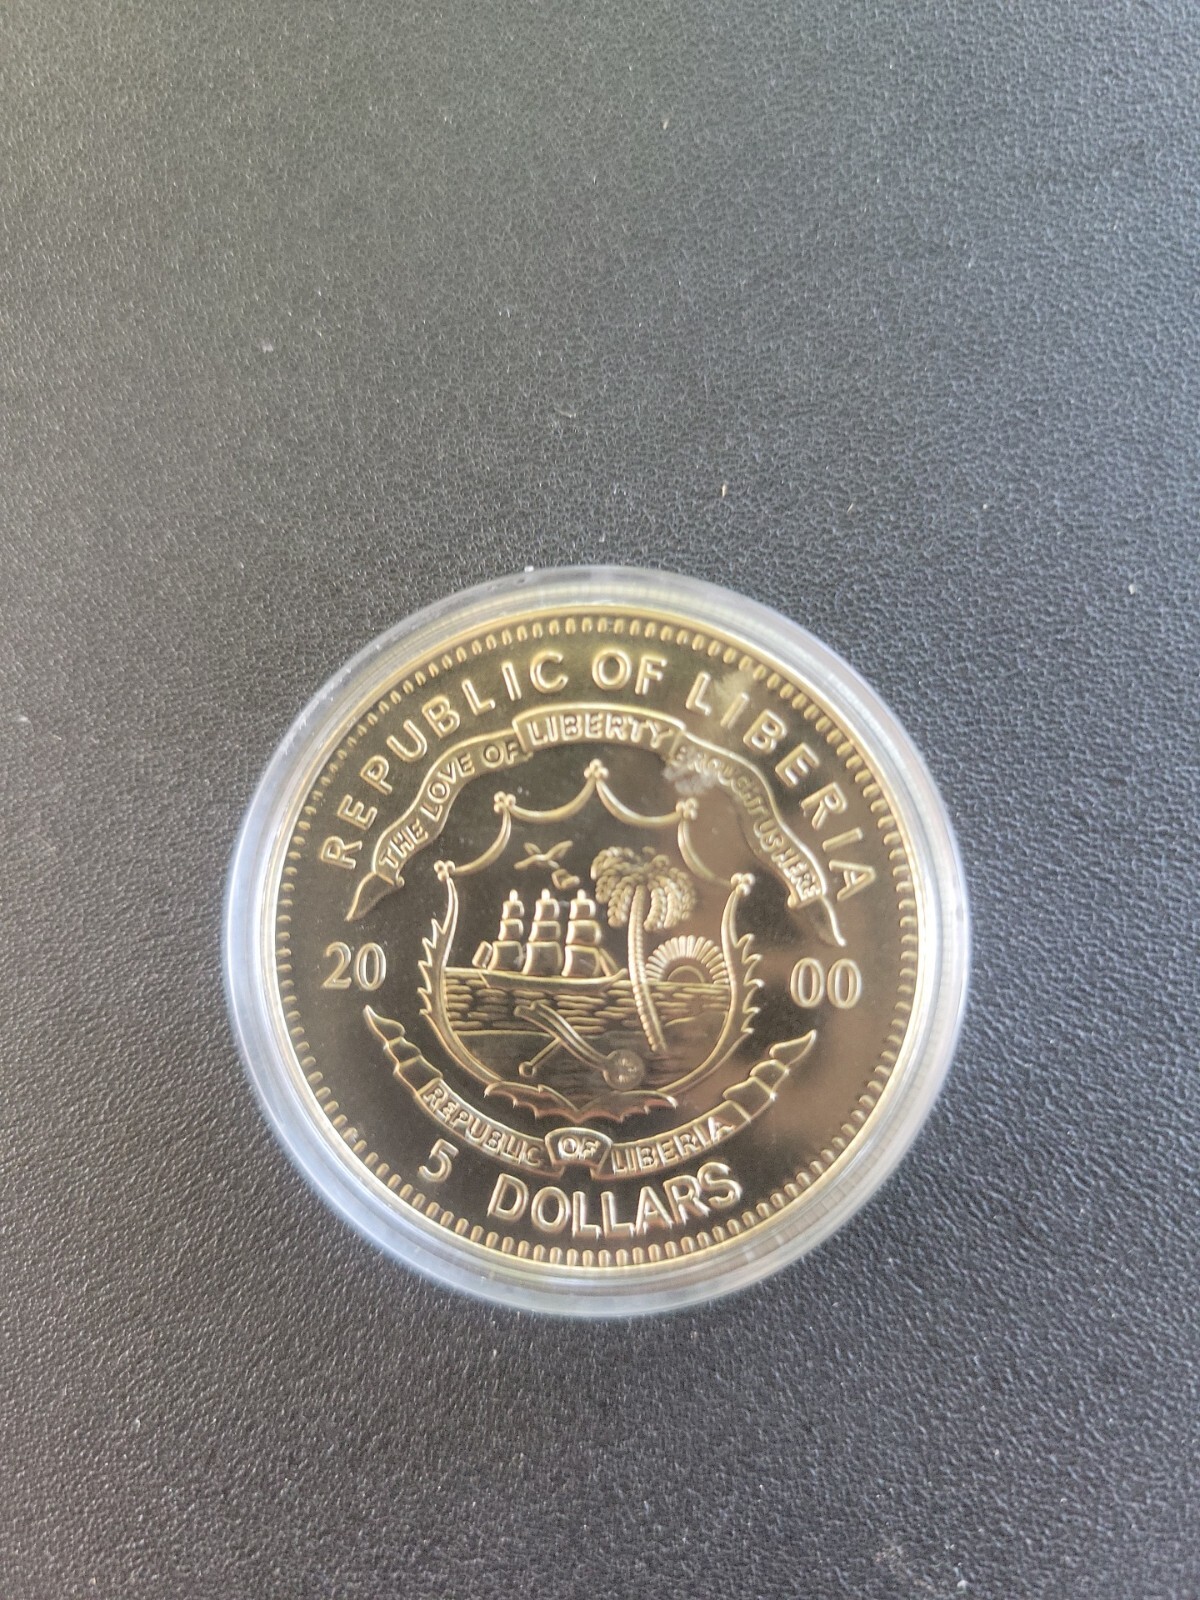 REPUBLIC OF LIBERIA
THE LOVE OF LIBERTY BROUGHT US HERE
20 00
REPUBLIC OF LIBERIA
5 DOLLARS